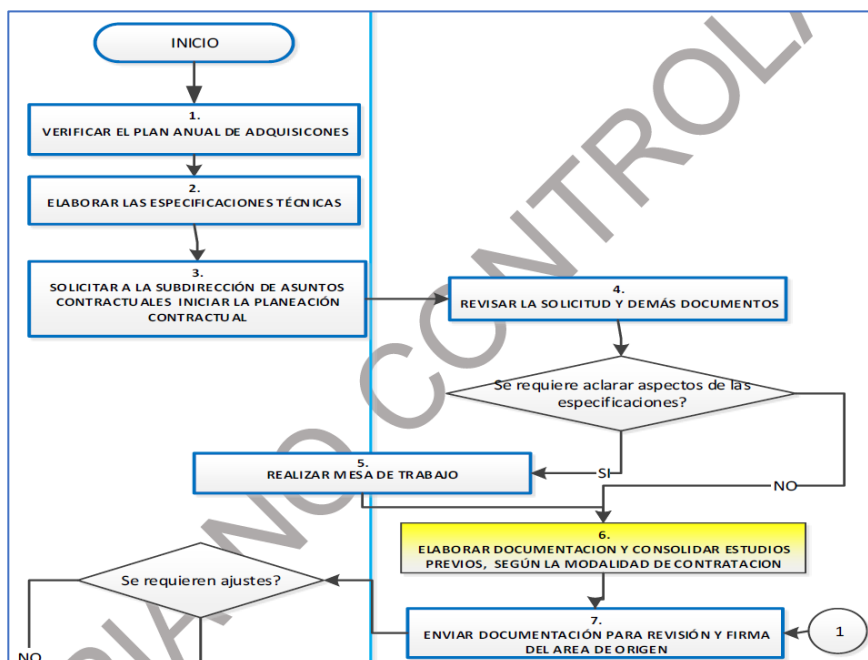 INICIO
1.
VERIFICAR EL PLAN ANUAL DE ADQUISICONES
2.
ELABORAR LAS ESPECIFICACIONES TÉCNICAS
3.
SOLICITAR A LA SUBDIRECCIÓN DE ASUNTOS
CONTRACTUALES INICIAR LA PLANEACIÓN
CONTRACTUAL
4.
REVISAR LA SOLICITUD Y DEMÁS DOCUMENTOS
Se requiere aclarar aspectos de las
especificaciones?
SI
NO
5.
REALIZAR MESA DE TRABAJO
6.
ELABORAR DOCUMENTACION Y CONSOLIDAR ESTUDIOS
PREVIOS, SEGÚN LA MODALIDAD DE CONTRATACION
7.
ENVIAR DOCUMENTACIÓN PARA REVISIÓN Y FIRMA
DEL AREA DE ORIGEN
1
Se requieren ajustes?
NO
NO CONTROLA